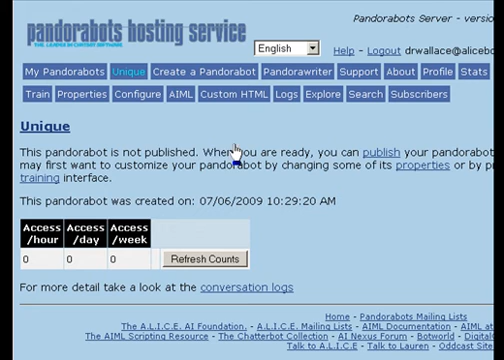 Pandorabots Server - versio
pandorabots hosting service
THE LEADER IN CHATBOT SOFTWARE
English
Help - Logout drwallace@alicebo
My Pandorabots Unique Create a Pandorabot Pandorawriter Support About Profile Stats
Train Properties Configure AIML Custom HTML Logs Explore Search Subscribers
Unique
This pandorabot is not published. When you are ready, you can publish your pandorabot
may first want to customize your pandorabot by changing some of its properties or by p
training interface.
This pandorabot was created on: 07/06/2009 10:29:20 AM
Access /hour Access /day Access /week
0 0 0 Refresh Counts
For more detail take a look at the conversation logs
Home - Pandorabots Mailing Lists
The A.L.I.C.E. AI Foundation. - A.L.I.C.E. Mailing Lists - AIML Documentation - AIML at
The AIML Scripting Resource - The Chatterbot Collection - AI Nexus Forum - Botworld - Digital
Talk to A.L.I.C.E - Talk to Lauren - Oddcast Site